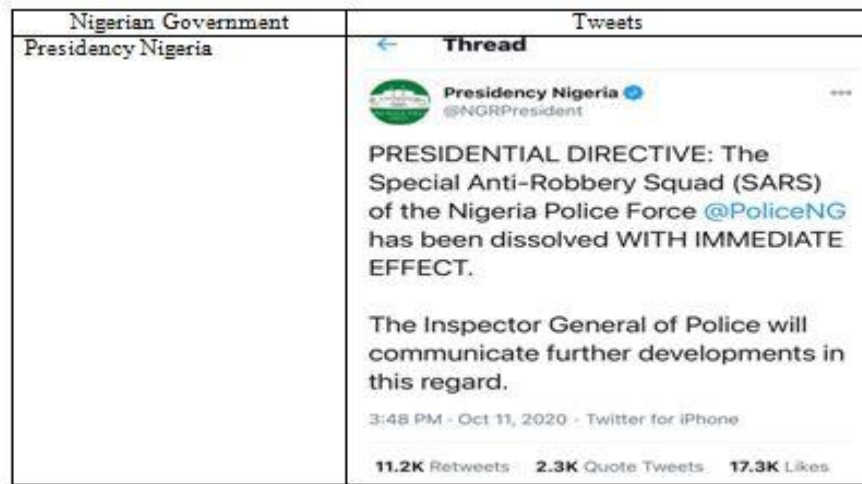 Nigerian Government Tweets
Presidency Nigeria
← Thread
Presidency Nigeria
@NGRPresident
PRESIDENTIAL DIRECTIVE: The
Special Anti-Robbery Squad (SARS)
of the Nigeria Police Force @PoliceNG
has been dissolved WITH IMMEDIATE
EFFECT.
The Inspector General of Police will
communicate further developments in
this regard.
3:48 PM · Oct 11, 2020 · Twitter for iPhone
11.2K Retweets 2.3K Quote Tweets 17.3K Likes